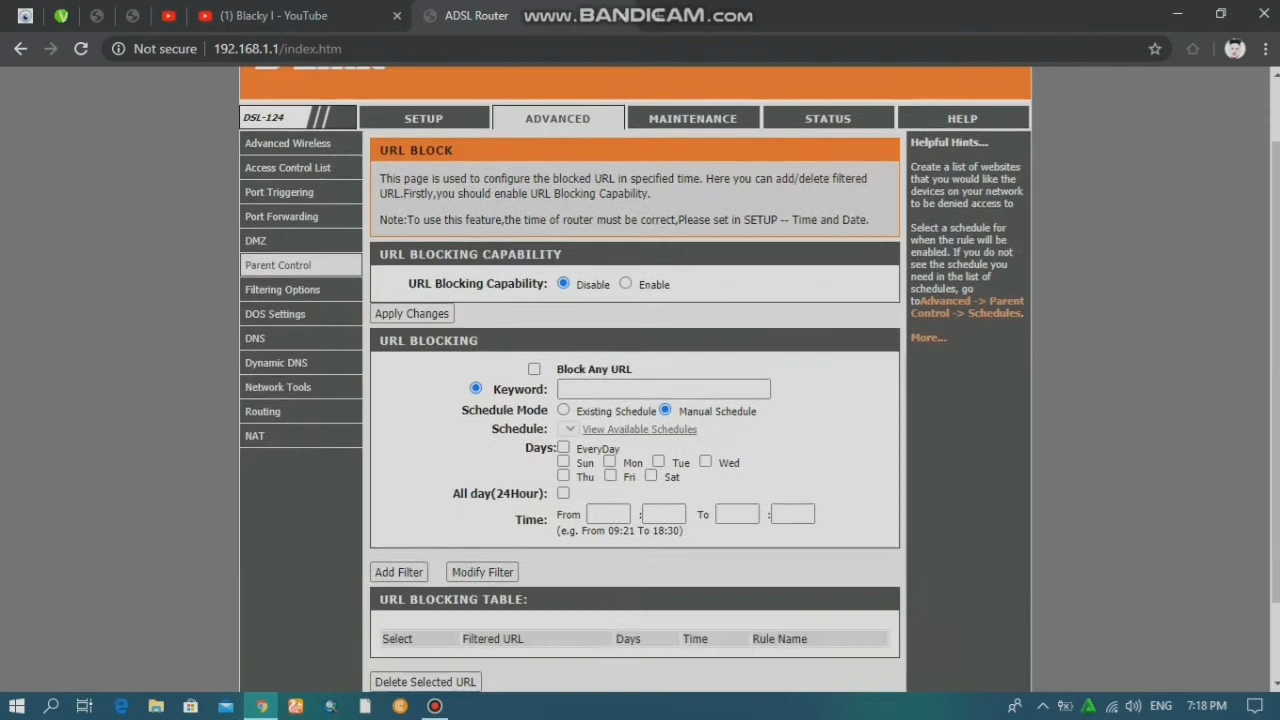 (1) Blacky I - YouTube
ADSL Router
www.BANDICAM.com
Not secure
192.168.1.1/index.htm
DSL-124
SETUP
ADVANCED
MAINTENANCE
STATUS
HELP
Advanced Wireless
Access Control List
Port Triggering
Port Forwarding
DMZ
Parent Control
Filtering Options
DOS Settings
DNS
Dynamic DNS
Network Tools
Routing
NAT
URL BLOCK
This page is used to configure the blocked URL in specified time. Here you can add/delete filtered
URL.Firstly,you should enable URL Blocking Capability.
Note:To use this feature,the time of router must be correct,Please set in SETUP -- Time and Date.
URL BLOCKING CAPABILITY
URL Blocking Capability: Disable Enable
Apply Changes
URL BLOCKING
Block Any URL
Keyword:
Schedule Mode Existing Schedule Manual Schedule
Schedule: View Available Schedules
Days: EveryDay
Sun Mon Tue Wed
Thu Fri Sat
All day(24Hour):
Time: From : To :
(e.g. From 09:21 To 18:30)
Add Filter Modify Filter
URL BLOCKING TABLE:
Select Filtered URL Days Time Rule Name
Delete Selected URL
Helpful Hints...
Create a list of websites
that you would like the
devices on your network
to be denied access to
Select a schedule for
when the rule will be
enabled. If you do not
see the schedule you
need in the list of
schedules, go
toAdvanced -> Parent
Control -> Schedules.
More...
ENG
7:18 PM